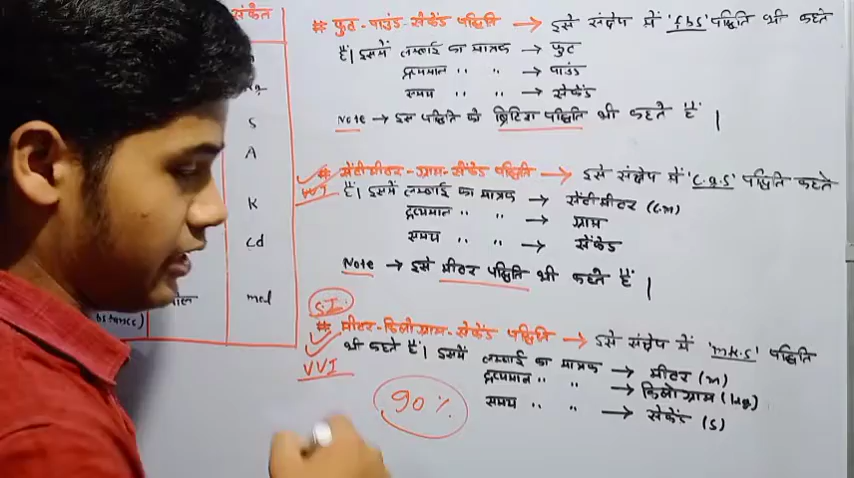 संकेत
S
A
K
Cd
mol
bstance)
# फुट-पाउंड-सेकेंड पद्धति → इसे संक्षेप में 'f.b.s' पद्धति भी कहते
हैं। इसमें लम्बाई का मात्रक → फुट
द्रव्यमान " " → पाउंड
समय " " → सेकेंड
Note → इस पद्धति को ब्रिटिश पद्धति भी कहते हैं।
# सेंटीमीटर-ग्राम-सेकेंड पद्धति → इसे संक्षेप में 'C.G.S' पद्धति कहते
VVI हैं। इसमें लम्बाई का मात्रक → सेंटीमीटर (C.m)
द्रव्यमान " " → ग्राम
समय " " → सेकेंड
Note → इसे मीटर पद्धति भी कहते हैं।
S.I.
# मीटर-किलोग्राम-सेकेंड पद्धति → इसे संक्षेप में 'M.K.S' पद्धति
भी कहते हैं। इसमें लम्बाई का मात्रक → मीटर (m)
VVI द्रव्यमान " " → किलोग्राम (kg)
समय " " → सेकेंड (s)
90%